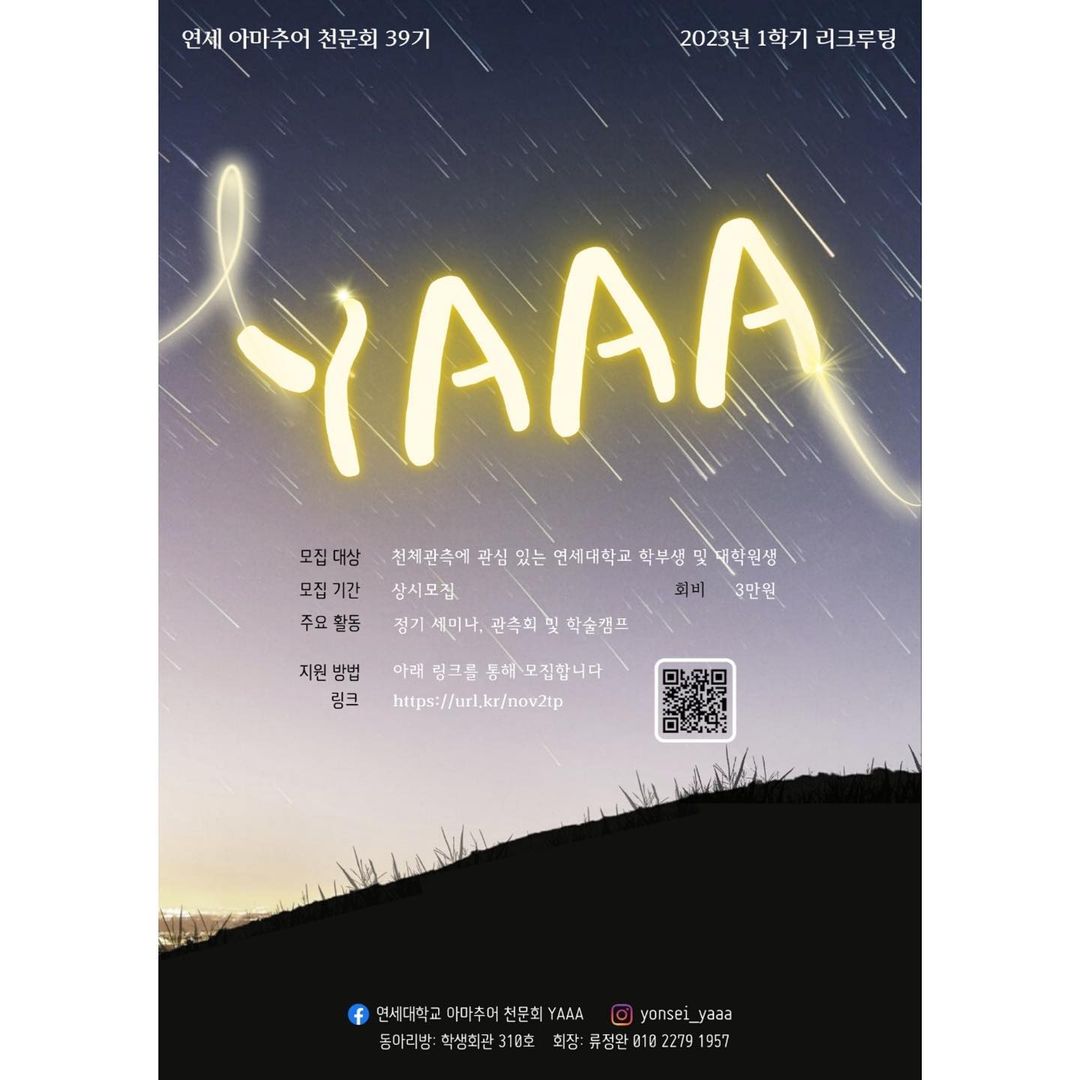 연세 아마추어 천문회 39기
2023년 1학기 리크루팅
YAAA
모집 대상 천체관측에 관심 있는 연세대학교 학부생 및 대학원생
모집 기간 상시모집 회비 3만원
주요 활동 정기 세미나, 관측회 및 학술캠프
지원 방법 아래 링크를 통해 모집합니다
링크 https://url.kr/nov2tp
연세대학교 아마추어 천문회 YAAA yonsei_yaaa
동아리방: 학생회관 310호 회장: 류정완 010 2279 1957